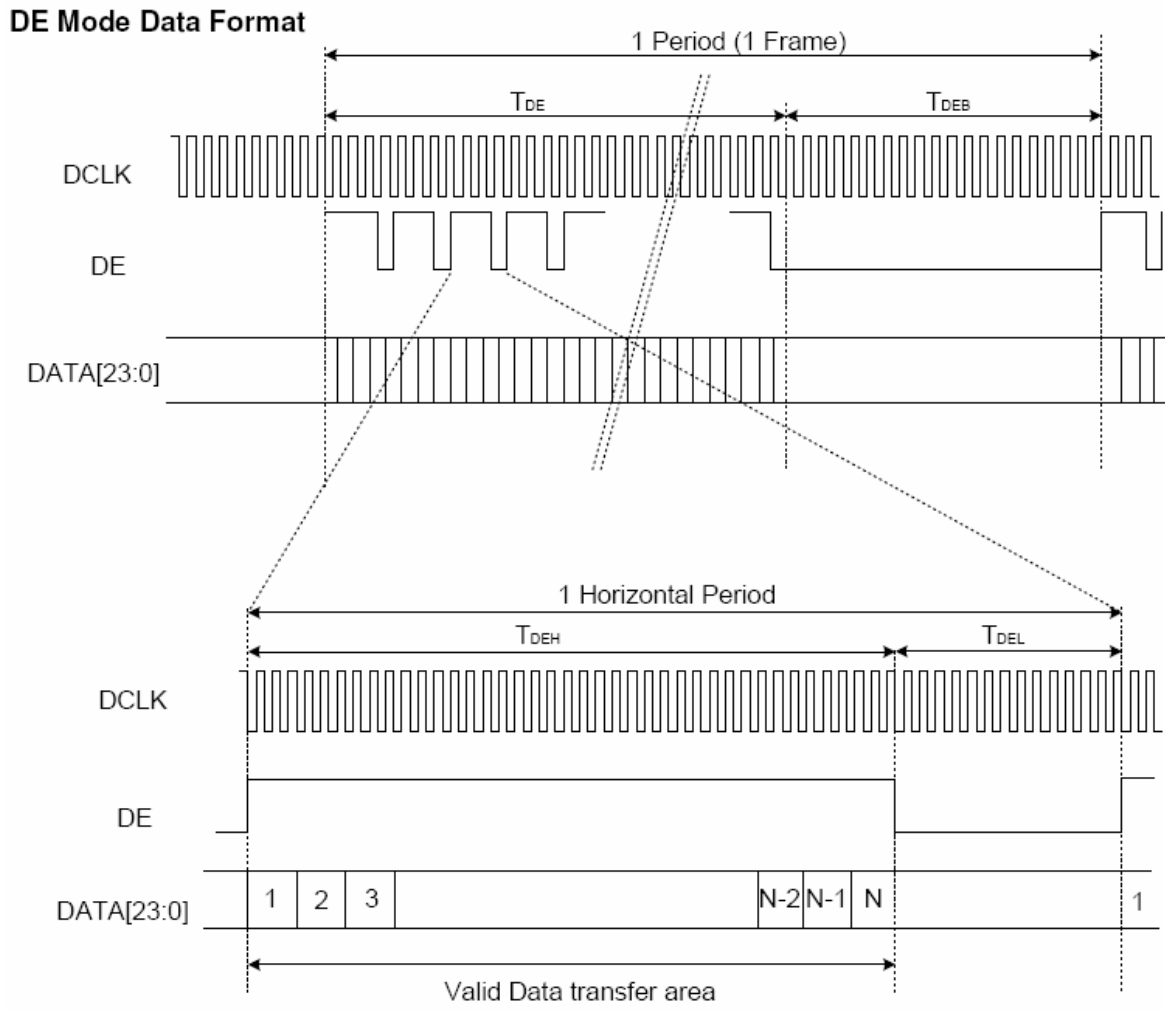 DE Mode Data Format
1 Period (1 Frame)
TDE TDEB
DCLK
DE
DATA[23:0]
1 Horizontal Period
TDEH TDEL
DCLK
DE
DATA[23:0] 1 2 3 N-2 N-1 N 1
Valid Data transfer area